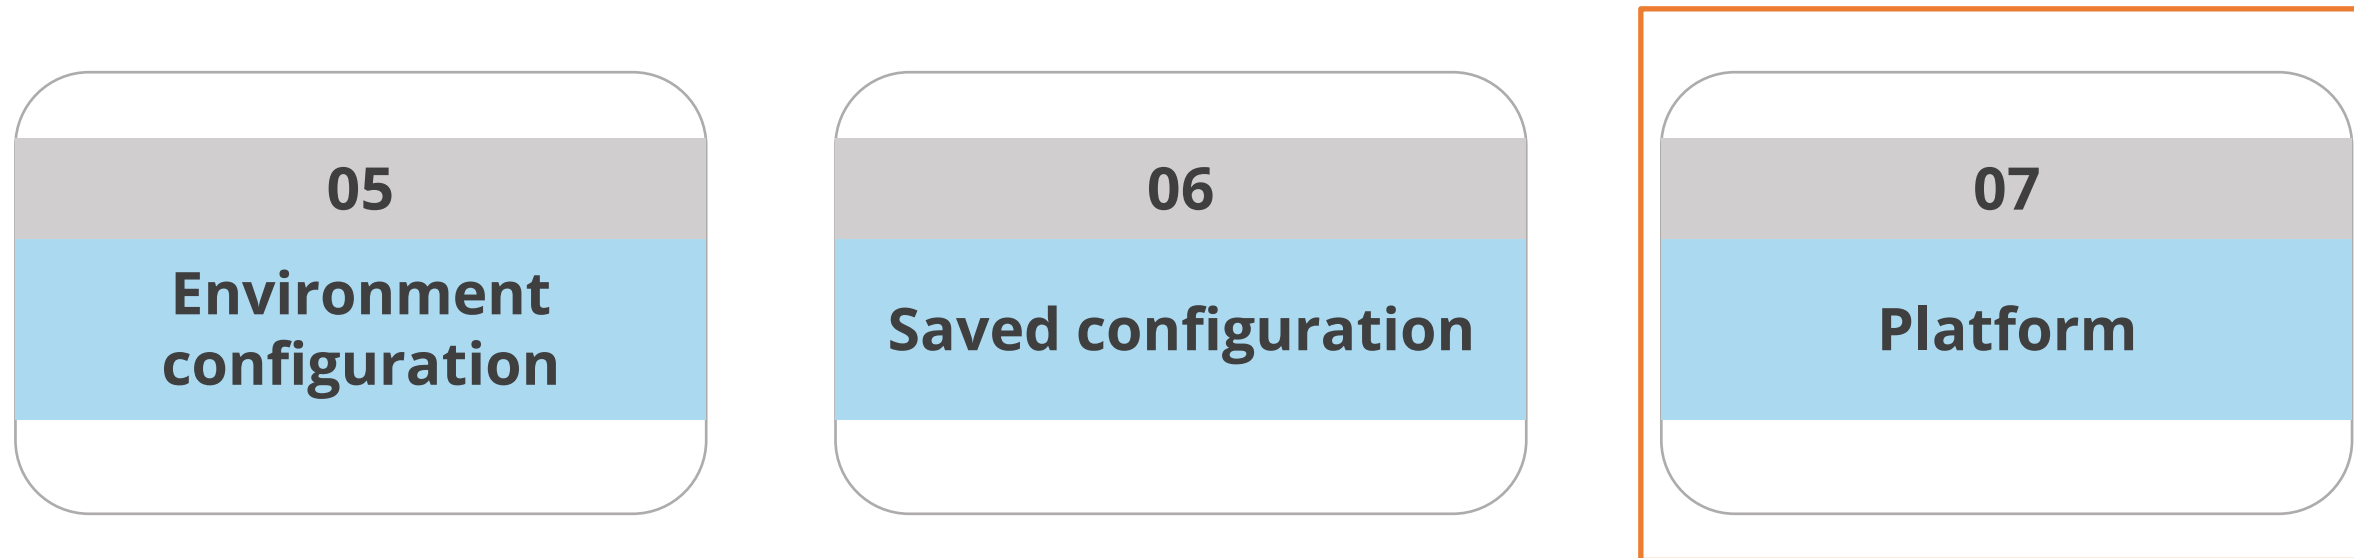 05
Environment
configuration
06
Saved configuration
07
Platform